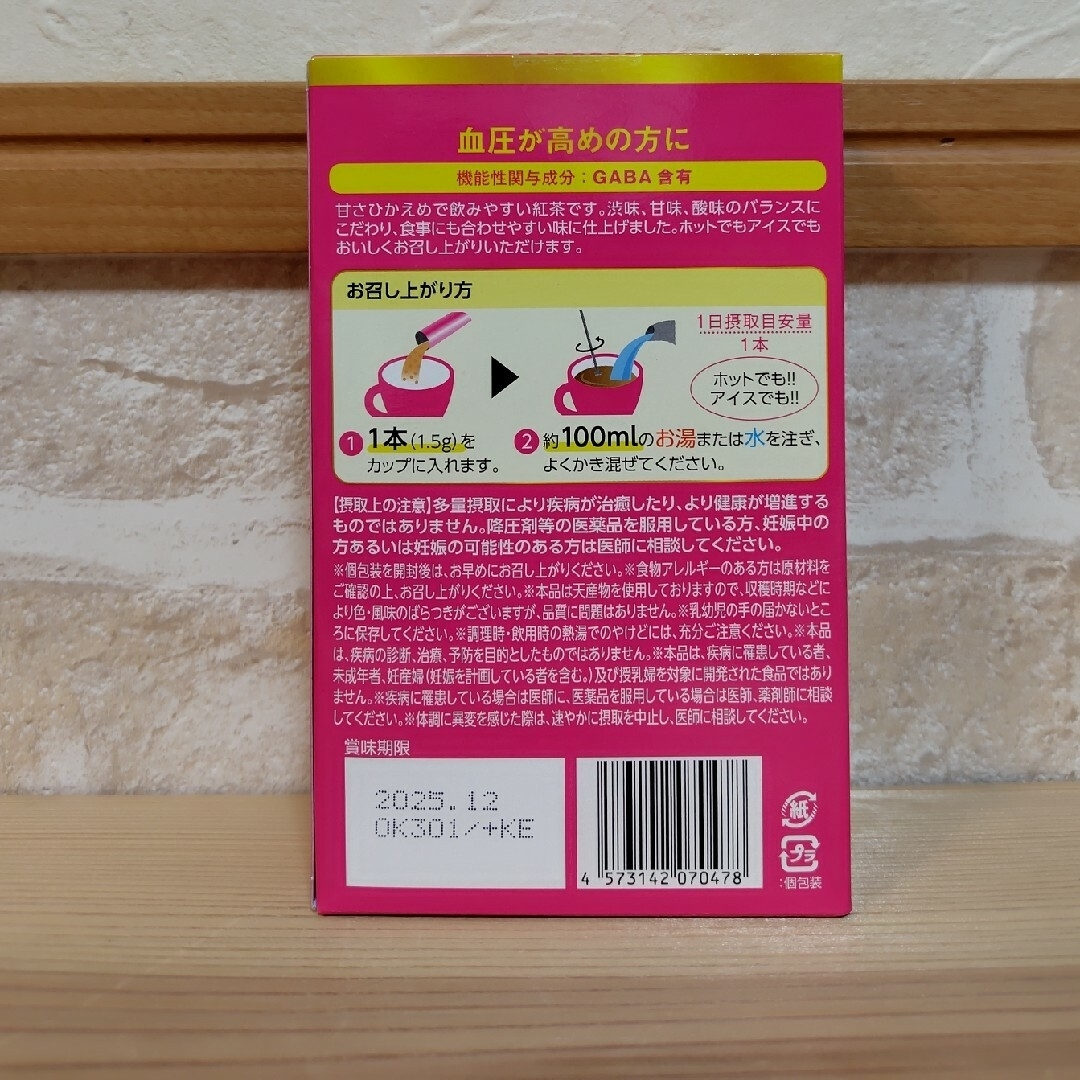 血圧が高めの方に
機能性関与成分：GABA 含有
甘さひかえめで飲みやすい紅茶です。渋味、甘味、酸味のバランスに
こだわり、食事にも合わせやすい味に仕上げました。ホットでもアイスでも
おいしくお召し上がりいただけます。
お召し上がり方
1日摂取目安量
1本
ホットでも!!
アイスでも!!
1 1本(1.5g)を
カップに入れます。
2 約100mlのお湯または水を注ぎ、
よくかき混ぜてください。
【摂取上の注意】多量摂取により疾病が治癒したり、より健康が増進する
ものではありません。降圧剤等の医薬品を服用している方、妊娠中の
方あるいは妊娠の可能性のある方は医師に相談してください。
※個包装を開封後は、お早めにお召し上がりください。※食物アレルギーのある方は原材料を
ご確認の上、お召し上がりください。※本品は天産物を使用しておりますので、収穫時期などに
より色・風味のばらつきがございますが、品質に問題はありません。※乳幼児の手の届かないとこ
ろに保存してください。※調理時・飲用時の熱湯でのやけどには、充分ご注意ください。※本品
は、疾病の診断、治療、予防を目的としたものではありません。※本品は、疾病に罹患している者、
未成年者、妊産婦(妊娠を計画している者を含む。)及び授乳婦を対象に開発された食品ではあり
ません。※疾病に罹患している場合は医師に、医薬品を服用している場合は医師、薬剤師に相談
してください。※体調に異変を感じた際は、速やかに摂取を中止し、医師に相談してください。
賞味期限
2025.12
OK301/+KE
4 573142 070478
紙
プラ
:個包装